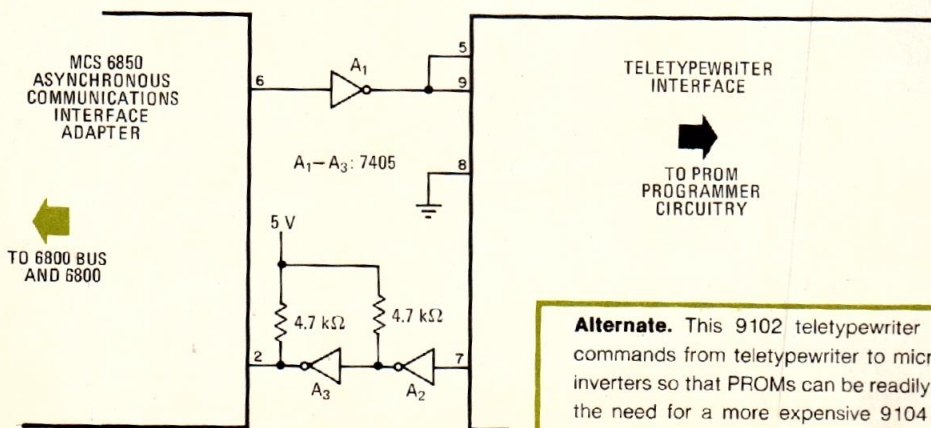 MCS 6850
ASYNCHRONOUS
COMMUNICATIONS
INTERFACE
ADAPTER
TO 6800 BUS
AND 6800
6
A1
5
9
A1–A3: 7405
8
5 V
4.7 kΩ
4.7 kΩ
2
A3
A2
7
TELETYPEWRITER
INTERFACE
TO PROM
PROGRAMMER
CIRCUITRY
Alternate. This 9102 teletypewriter
commands from teletypewriter to
inverters so that PROMs can be readily
the need for a more expensive 9104